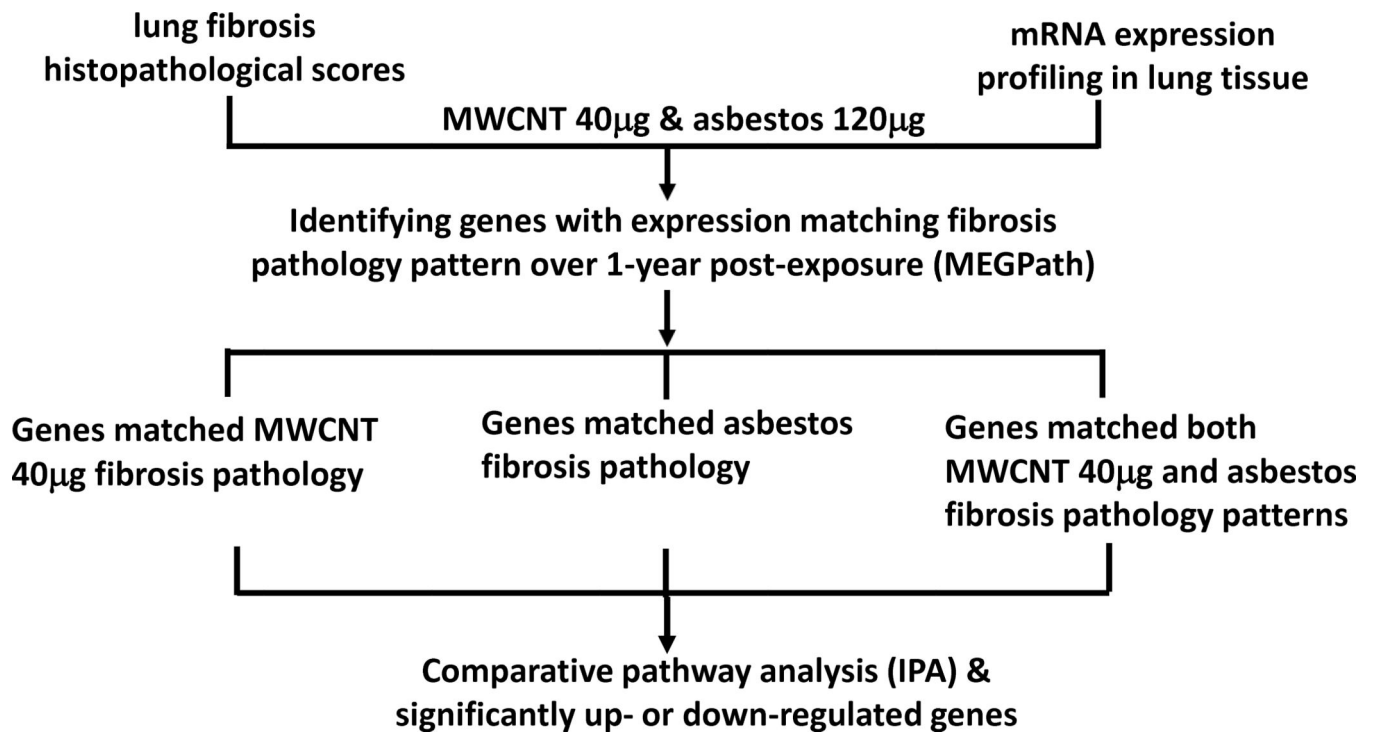 lung fibrosis
histopathological scores
mRNA expression
profiling in lung tissue
MWCNT 40μg & asbestos 120μg
Identifying genes with expression matching fibrosis
pathology pattern over 1-year post-exposure (MEGPath)
Genes matched MWCNT
40μg fibrosis pathology
Genes matched asbestos
fibrosis pathology
Genes matched both
MWCNT 40μg and asbestos
fibrosis pathology patterns
Comparative pathway analysis (IPA) &
significantly up- or down-regulated genes